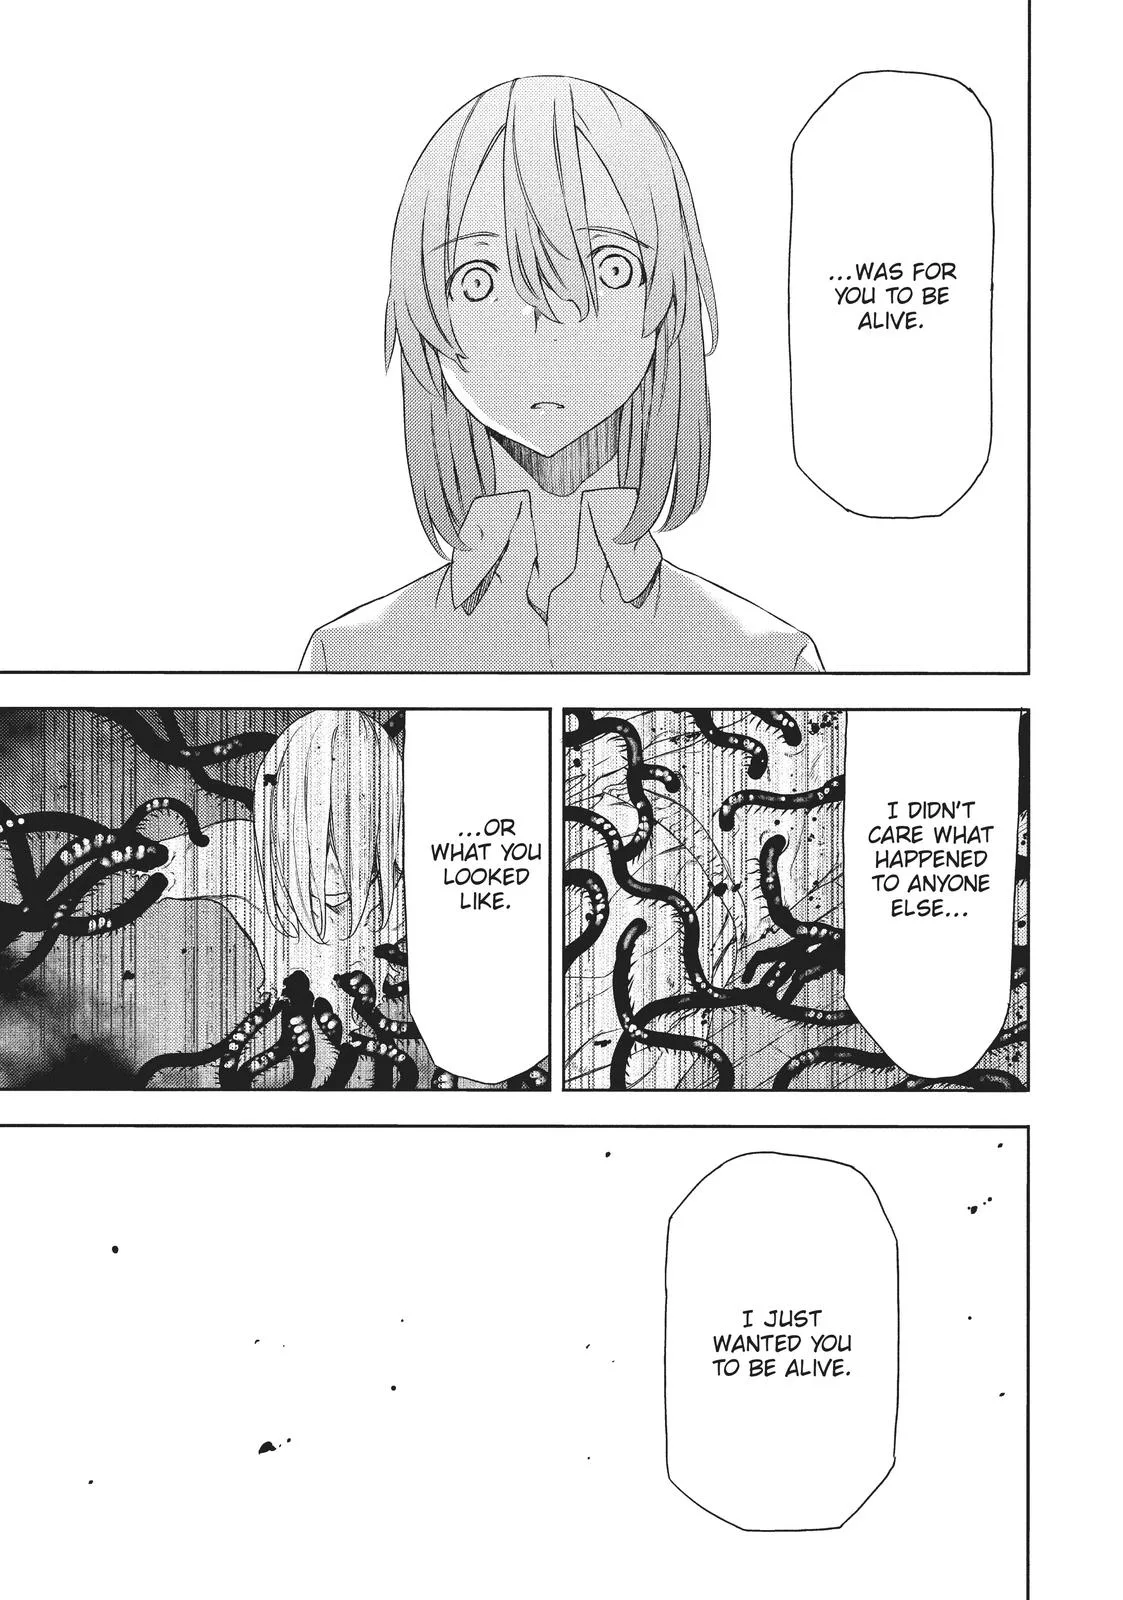 ...WAS FOR
YOU TO BE
ALIVE.
I DIDN'T
CARE WHAT
HAPPENED
TO ANYONE
ELSE...
...OR
WHAT YOU
LOOKED
LIKE.
I JUST
WANTED YOU
TO BE ALIVE.